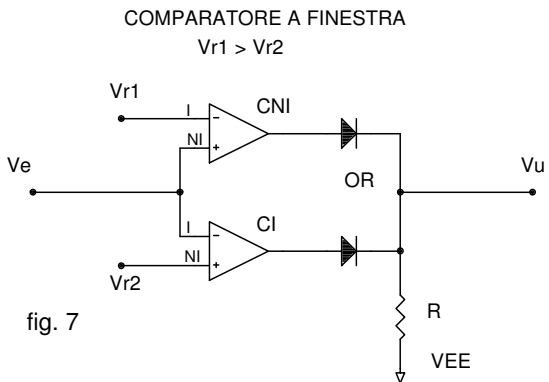 COMPARATORE A FINESTRA
Vr1 > Vr2
Vr1
I
CNI
-
NI
+
Ve
Vu
OR
I
CI
-
NI
+
Vr2
fig. 7
R
VEE